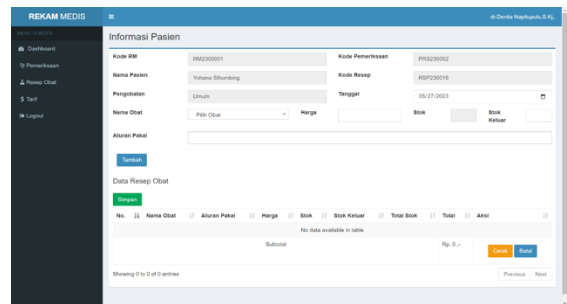 REKAM MEDIS
Informasi Pasien
Dashboard
Pemeriksaan
Resep Obat
$ Tarif
Logout
Kode RM
RM2300001
Kode Pemeriksaan
PRS230002
Nama Pasien
Yohana Sihombing
Kode Resep
RSP230016
Pengobatan
Umum
Tanggal
05/27/2023
Nama Obat
Pilih Obat
Harga
Stok
Stok Keluar
Aturan Pakai
Tambah
Data Resep Obat
Simpan
No. Nama Obat Aturan Pakai Harga Stok Stok Keluar Total Stok Total Aksi
No data available in table
Subtotal
Rp. 0 ,-
Cetak Batal
Showing 0 to 0 of 0 entries
Previous Next